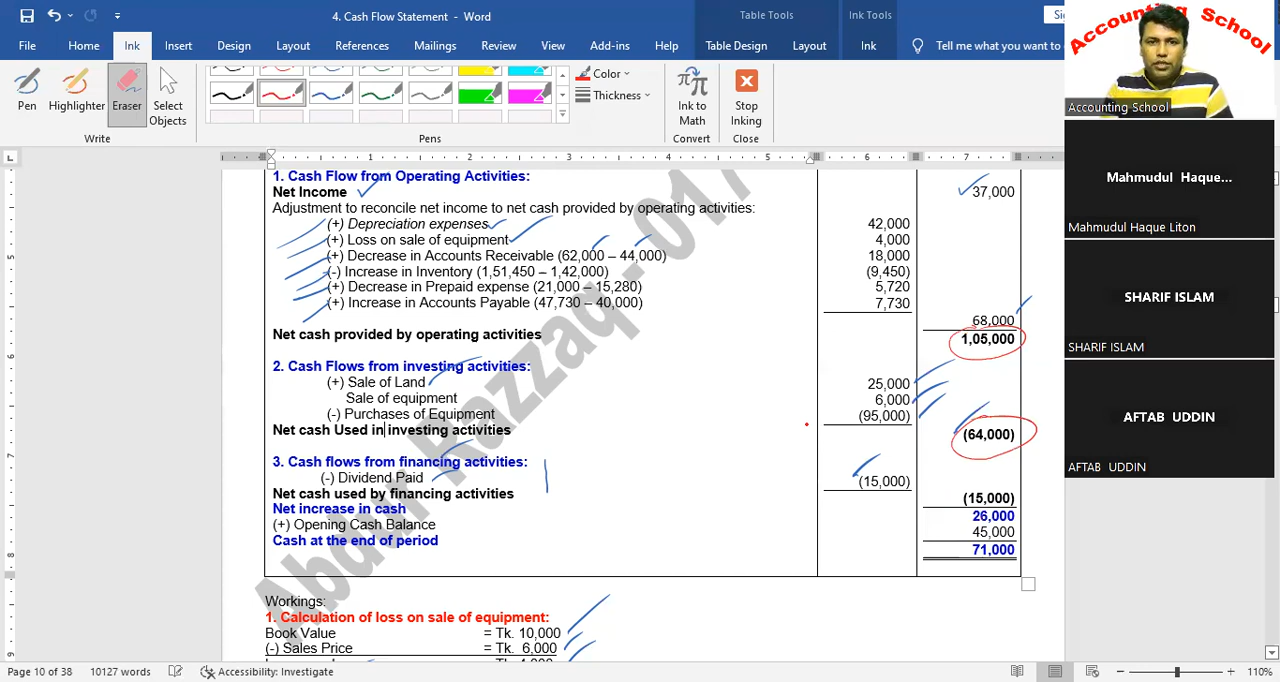 4. Cash Flow Statement - Word
Table Tools
Ink Tools
File Home Ink Insert Design Layout References Mailings Review View Add-ins Help Table Design Layout Ink Tell me what you want to
Pen Highlighter Eraser Select Objects
Color
Thickness
Ink to Math
Stop Inking
Write
Pens
Convert
Close
Accounting School
Accounting School
Mahmudul Haque...
Mahmudul Haque Liton
SHARIF ISLAM
SHARIF ISLAM
AFTAB UDDIN
AFTAB UDDIN
1 2 3 4 5 6 7
1. Cash Flow from Operating Activities:
Net Income 37,000
Adjustment to reconcile net income to net cash provided by operating activities:
(+) Depreciation expenses 42,000
(+) Loss on sale of equipment 4,000
(+) Decrease in Accounts Receivable (62,000 – 44,000) 18,000
(-) Increase in Inventory (1,51,450 – 1,42,000) (9,450)
(+) Decrease in Prepaid expense (21,000 – 15,280) 5,720
(+) Increase in Accounts Payable (47,730 – 40,000) 7,730
68,000
Net cash provided by operating activities 1,05,000
2. Cash Flows from investing activities:
(+) Sale of Land 25,000
Sale of equipment 6,000
(-) Purchases of Equipment (95,000)
Net cash Used in investing activities (64,000)
3. Cash flows from financing activities:
(-) Dividend Paid (15,000)
Net cash used by financing activities (15,000)
Net increase in cash 26,000
(+) Opening Cash Balance 45,000
Cash at the end of period 71,000
Abdur Razzaq - 017
Workings:
1. Calculation of loss on sale of equipment:
Book Value = Tk. 10,000
(-) Sales Price = Tk. 6,000
Page 10 of 38 10127 words Accessibility: Investigate 110%